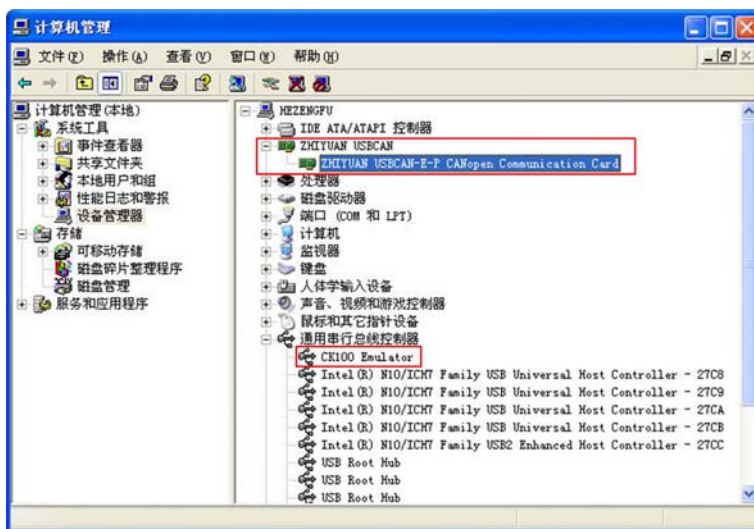 计算机管理
文件(F) 操作(A) 查看(V) 窗口(W) 帮助(H)
计算机管理(本地)
系统工具
事件查看器
共享文件夹
本地用户和组
性能日志和警报
设备管理器
存储
可移动存储
磁盘碎片整理程序
磁盘管理
服务和应用程序
HEZENGFU
IDE ATA/ATAPI 控制器
ZHIYUAN USBCAN
ZHIYUAN USBCAN-E-P CANopen Communication Card
处理器
磁盘驱动器
端口 (COM 和 LPT)
计算机
监视器
键盘
人体学输入设备
声音、视频和游戏控制器
鼠标和其它指针设备
通用串行总线控制器
CK100 Emulator
Intel(R) N10/ICH7 Family USB Universal Host Controller - 27C8
Intel(R) N10/ICH7 Family USB Universal Host Controller - 27C9
Intel(R) N10/ICH7 Family USB Universal Host Controller - 27CA
Intel(R) N10/ICH7 Family USB Universal Host Controller - 27CB
Intel(R) N10/ICH7 Family USB2 Enhanced Host Controller - 27CC
USB Root Hub
USB Root Hub
USB Root Hub